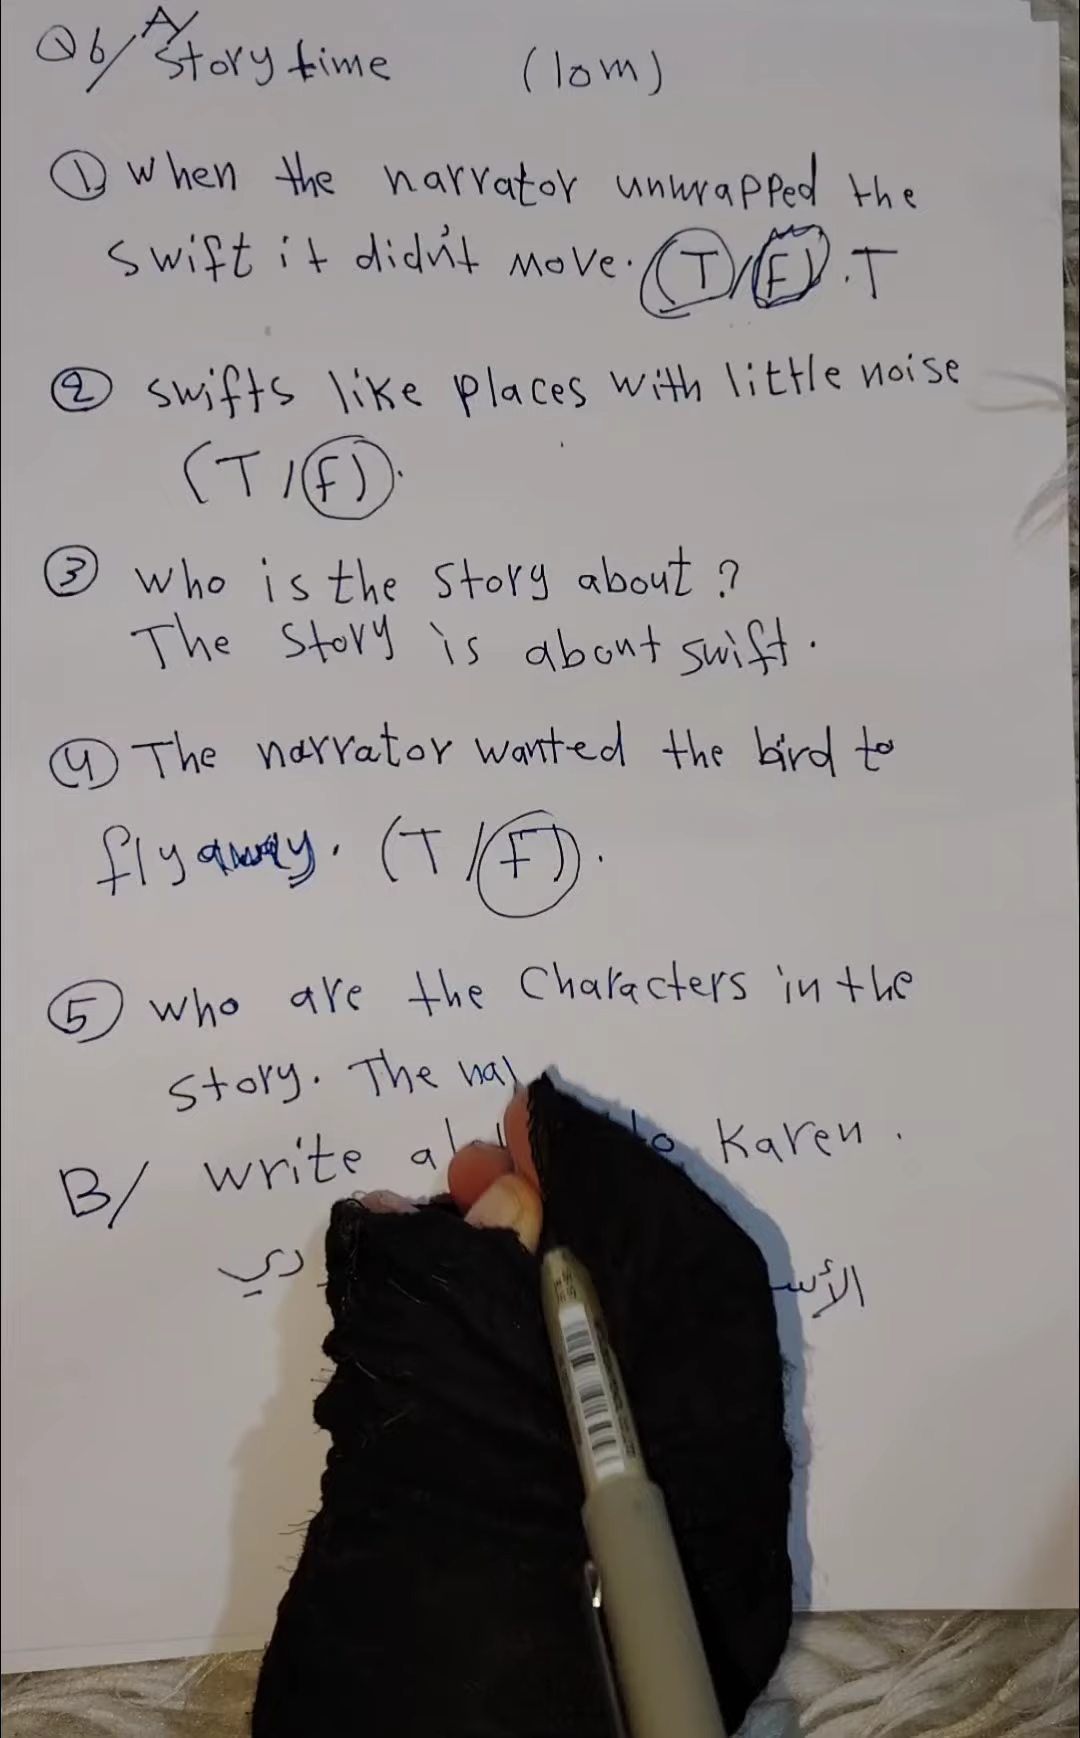 Q6/ A/ Story time (10m)
① when the narrator unwrapped the
swift it didn't move. (T/F). T
② swifts like places with little noise
(T/F).
③ who is the story about?
The story is about swift.
④ The narrator wanted the bird to
fly away. (T/F).
⑤ who are the characters in the
story. The
B/ write to Karen.